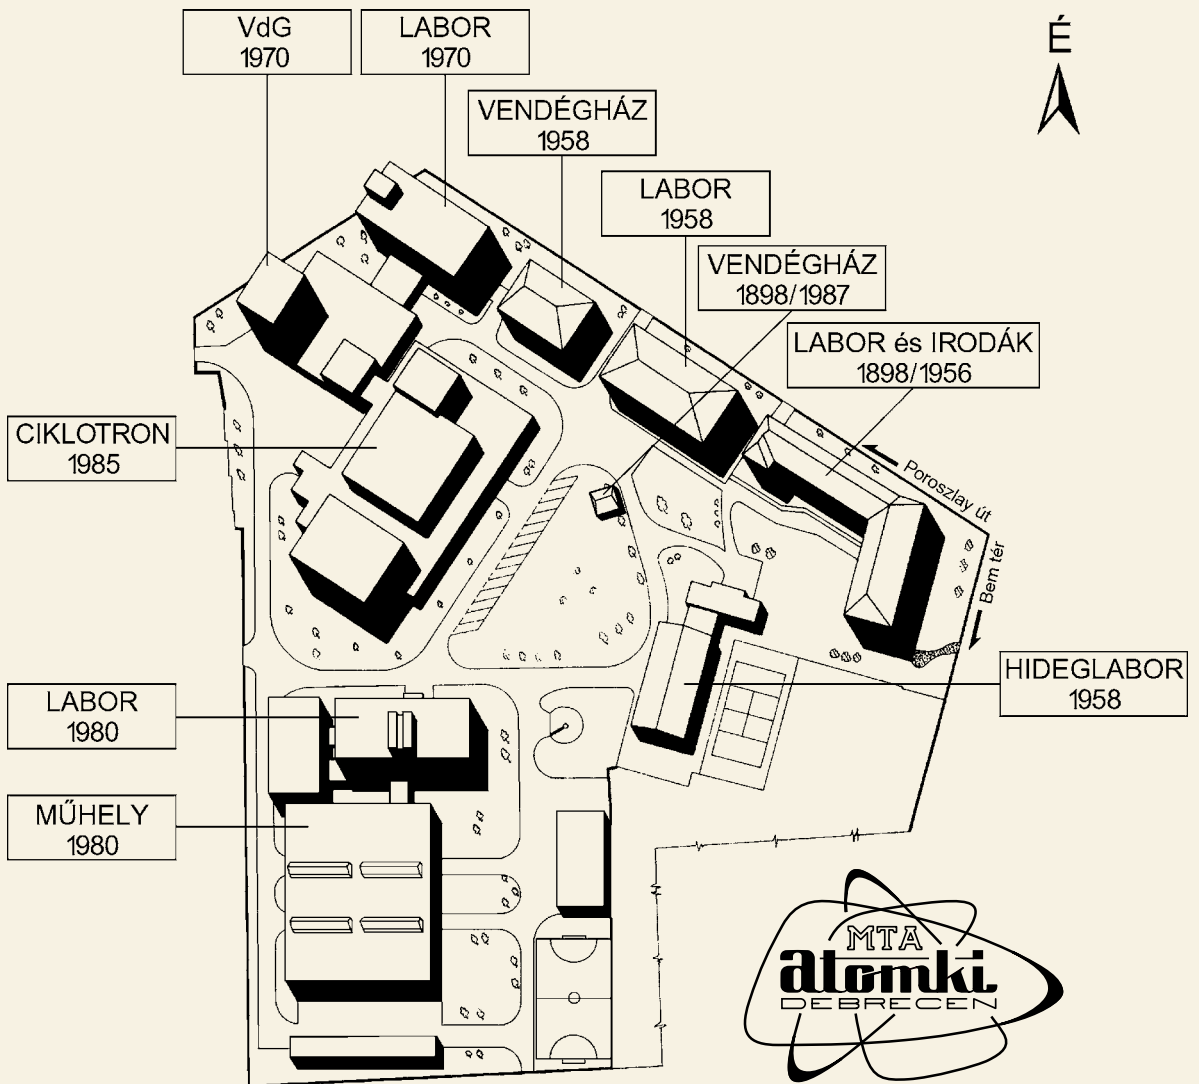 VdG
1970
LABOR
1970
É
VENDÉGHÁZ
1958
LABOR
1958
VENDÉGHÁZ
1898/1987
LABOR és IRODÁK
1898/1956
CIKLOTRON
1985
Poroszlay út
Bem tér
HIDEGLABOR
1958
LABOR
1980
MŰHELY
1980
MTA
atomki
DEBRECEN